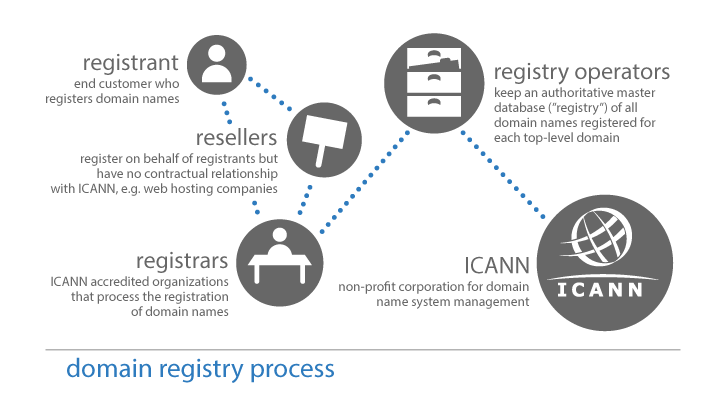 registrant
end customer who
registers domain names
resellers
register on behalf of registrants but
have no contractual relationship
with ICANN, e.g. web hosting companies
registrars
ICANN accredited organizations
that process the registration
of domain names
registry operators
keep an authoritative master
database ("registry") of all
domain names registered for
each top-level domain
ICANN
non-profit corporation for domain
name system management
ICANN
domain registry process